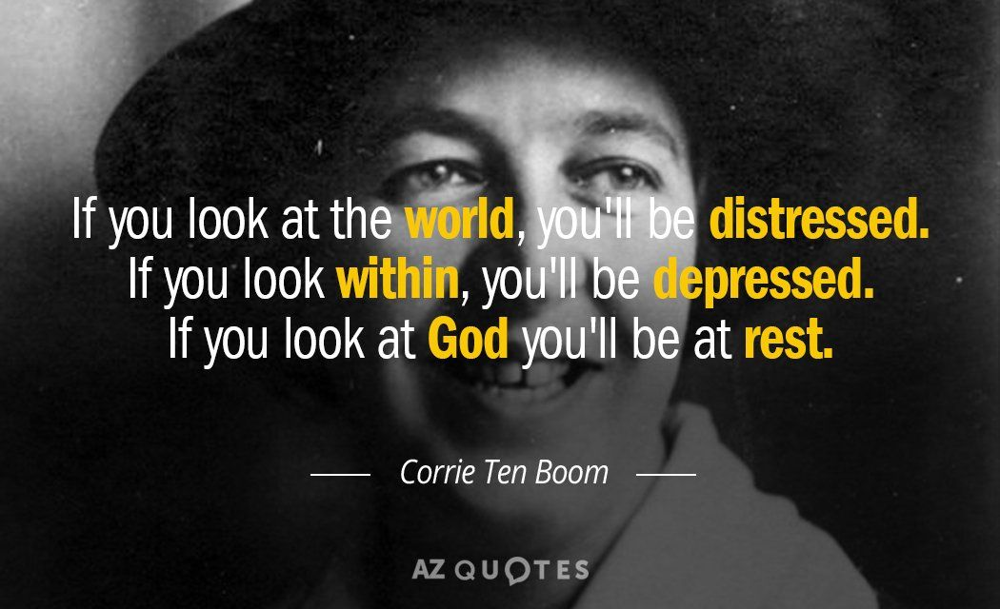 If you look at the world, you'll be distressed.
If you look within, you'll be depressed.
If you look at God you'll be at rest.
Corrie Ten Boom
AZ QUOTES